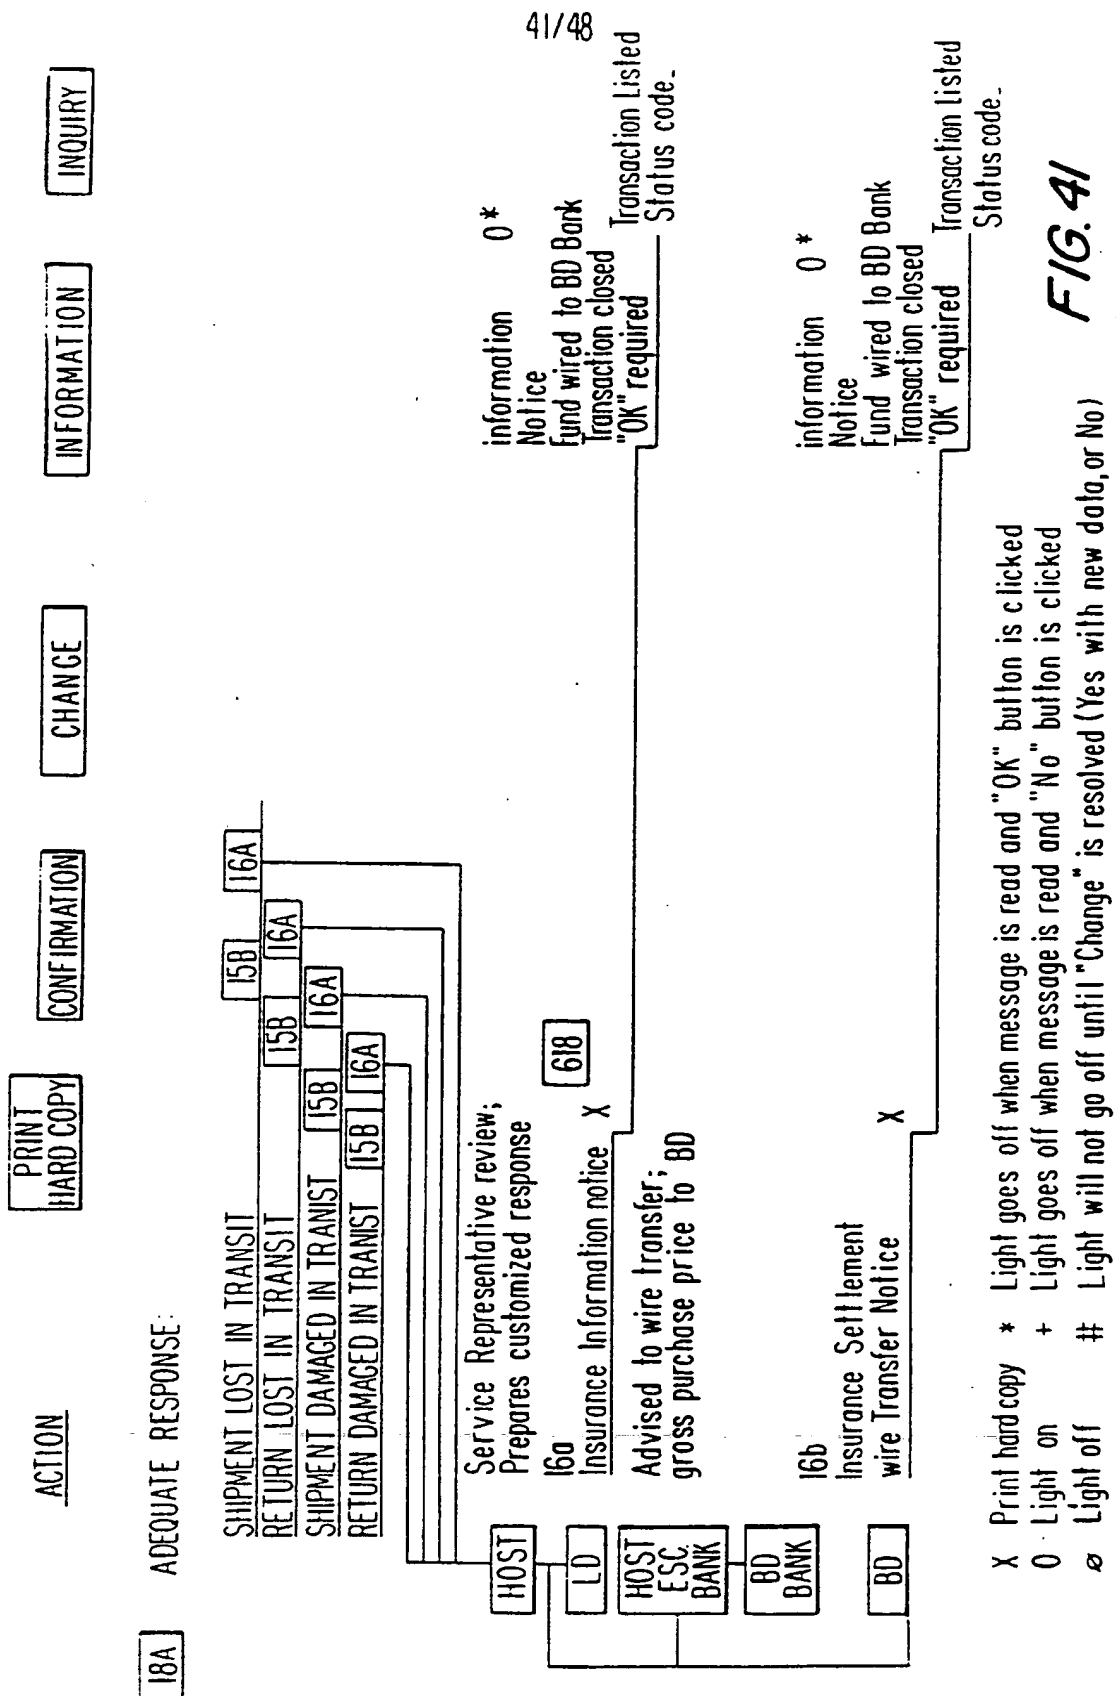 41/48
ACTION
PRINT
HARD COPY
CONFIRMATION
CHANGE
INFORMATION
INQUIRY
18A
ADEQUATE RESPONSE:
SHIPMENT LOST IN TRANSIT
15B
16A
RETURN LOST IN TRANSIT
15B
16A
SHIPMENT DAMAGED IN TRANIST
15B
16A
RETURN DAMAGED IN TRANIST
15B
16A
HOST
Service Representative review;
Prepares customized response
16a
LD
Insurance Information notice X
618
information 0*
Notice
Fund wired to BD Bank
Transaction closed
"OK" required
Transaction Listed
Status code_
HOST
ESC.
BANK
Advised to wire transfer;
gross purchase price to BD
BD
BANK
16b
Insurance Settlement
wire Transfer Notice X
BD
information 0*
Notice
Fund wired to BD Bank
Transaction closed
"OK" required
Transaction Listed
Status code_
X Print hardcopy * Light goes off when message is read and "OK" button is clicked
O Light on + Light goes off when message is read and "No" button is clicked
ø Light off # Light will not go off until "Change" is resolved (Yes with new data, or No)
FIG. 41